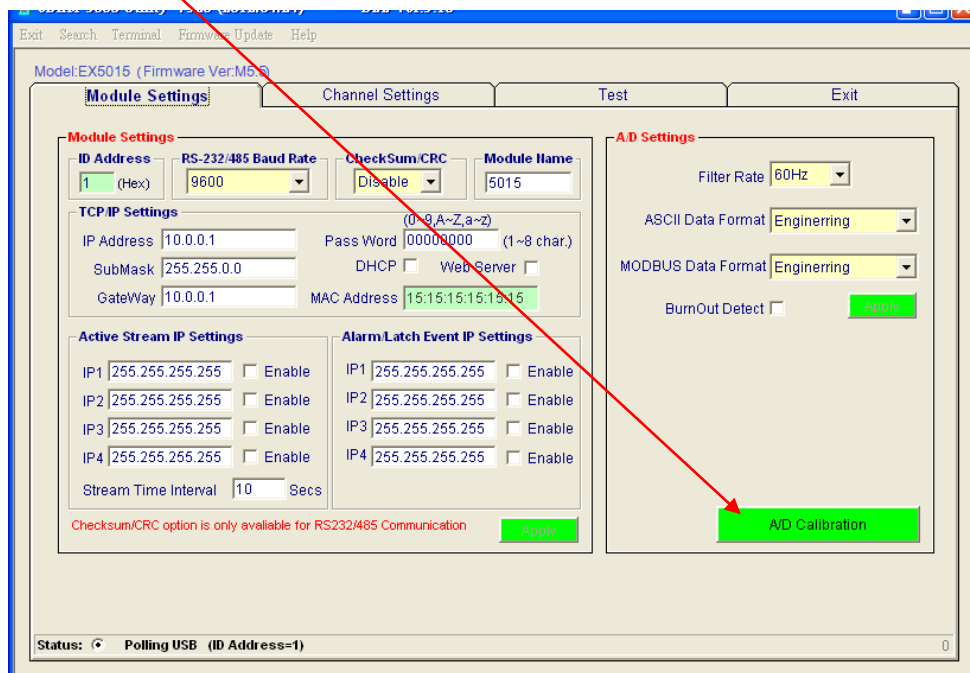 Exit Search Terminal Firmware Update Help
Model:EX5015 (Firmware Ver:M5.6)
Module Settings Channel Settings Test Exit
Module Settings
ID Address RS-232/485 Baud Rate CheckSum/CRC Module Name
1 (Hex) 9600 Disable 5015
TCP/IP Settings
(0~9,A~Z,a~z)
IP Address 10.0.0.1 Pass Word 00000000 (1~8 char.)
SubMask 255.255.0.0 DHCP Web Server
GateWay 10.0.0.1 MAC Address 15:15:15:15:15:15
Active Stream IP Settings Alarm/Latch Event IP Settings
IP1 255.255.255.255 Enable IP1 255.255.255.255 Enable
IP2 255.255.255.255 Enable IP2 255.255.255.255 Enable
IP3 255.255.255.255 Enable IP3 255.255.255.255 Enable
IP4 255.255.255.255 Enable IP4 255.255.255.255 Enable
Stream Time Interval 10 Secs
Checksum/CRC option is only avaliable for RS232/485 Communication Apply
A/D Settings
Filter Rate 60Hz
ASCII Data Format Enginerring
MODBUS Data Format Enginerring
BurnOut Detect Apply
A/D Calibration
Status: Polling USB (ID Address=1) 0